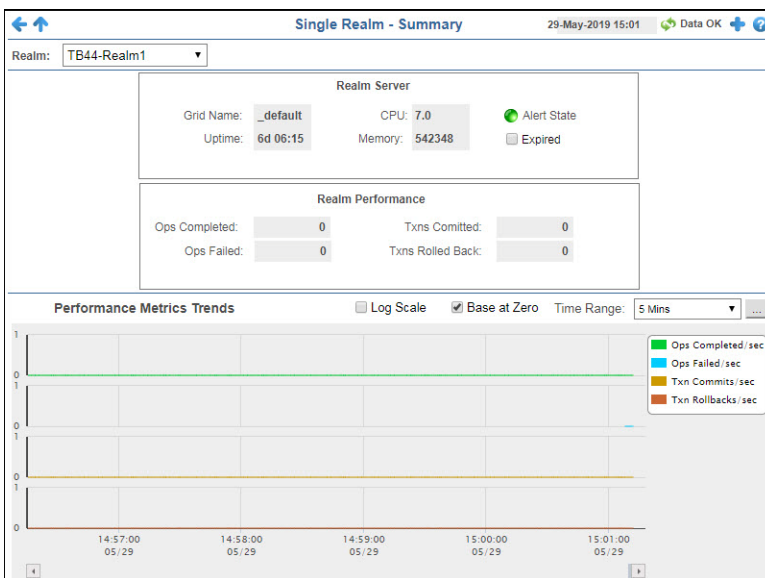 Single Realm - Summary 29-May-2019 15:01 Data OK
Realm: TB44-Realm1
Realm Server
Grid Name: _default CPU: 7.0 Alert State
Uptime: 6d 06:15 Memory: 542348 Expired
Realm Performance
Ops Completed: 0 Txns Comitted: 0
Ops Failed: 0 Txns Rolled Back: 0
Performance Metrics Trends Log Scale Base at Zero Time Range: 5 Mins ...
1
0
1
0
1
0
1
0
Ops Completed/sec
Ops Failed/sec
Txn Commits/sec
Txn Rollbacks/sec
14:57:00 14:58:00 14:59:00 15:00:00 15:01:00
05/29 05/29 05/29 05/29 05/29